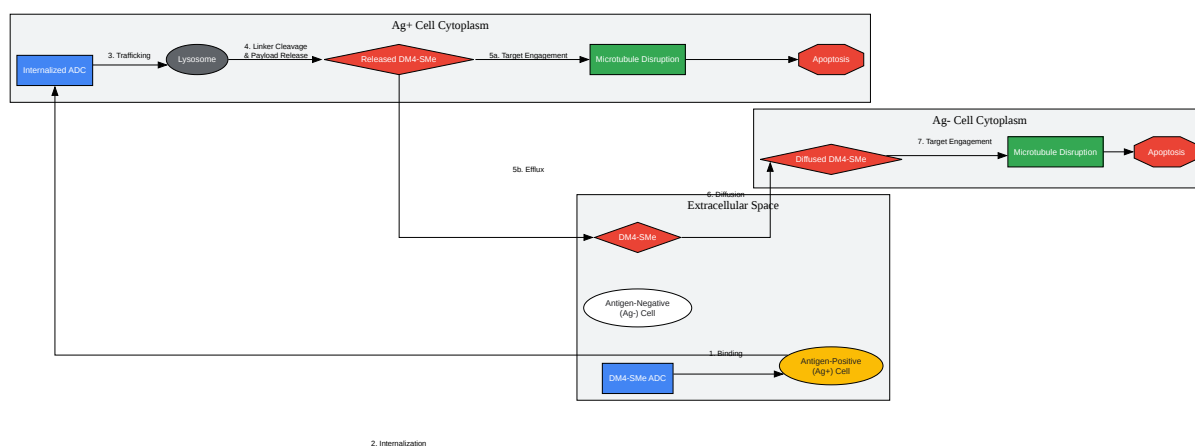 Ag+ Cell Cytoplasm
Internalized ADC
3. Trafficking
Lysosome
4. Linker Cleavage
& Payload Release
Released DM4-SMe
5a. Target Engagement
Microtubule Disruption
Apoptosis
Ag- Cell Cytoplasm
Diffused DM4-SMe
7. Target Engagement
Microtubule Disruption
Apoptosis
5b. Efflux
6. Diffusion
Extracellular Space
DM4-SMe
Antigen-Negative
(Ag-) Cell
1. Binding
DM4-SMe ADC
Antigen-Positive
(Ag+) Cell
2. Internalization